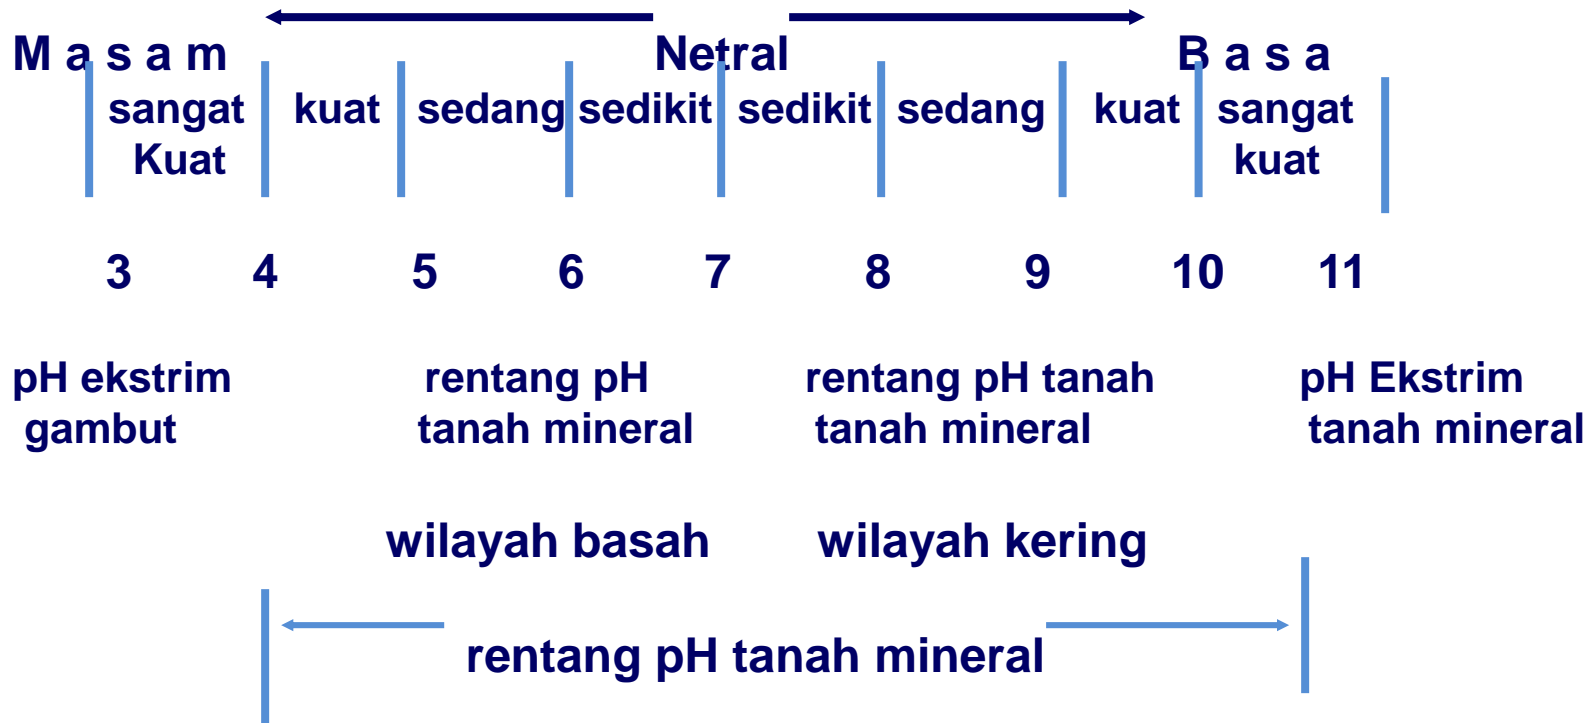 M a s a m Netral B a s a
sangat kuat sedang sedikit sedikit sedang kuat sangat
Kuat kuat
3 4 5 6 7 8 9 10 11
pH ekstrim rentang pH rentang pH tanah pH Ekstrim
gambut tanah mineral tanah mineral tanah mineral
wilayah basah wilayah kering
rentang pH tanah mineral